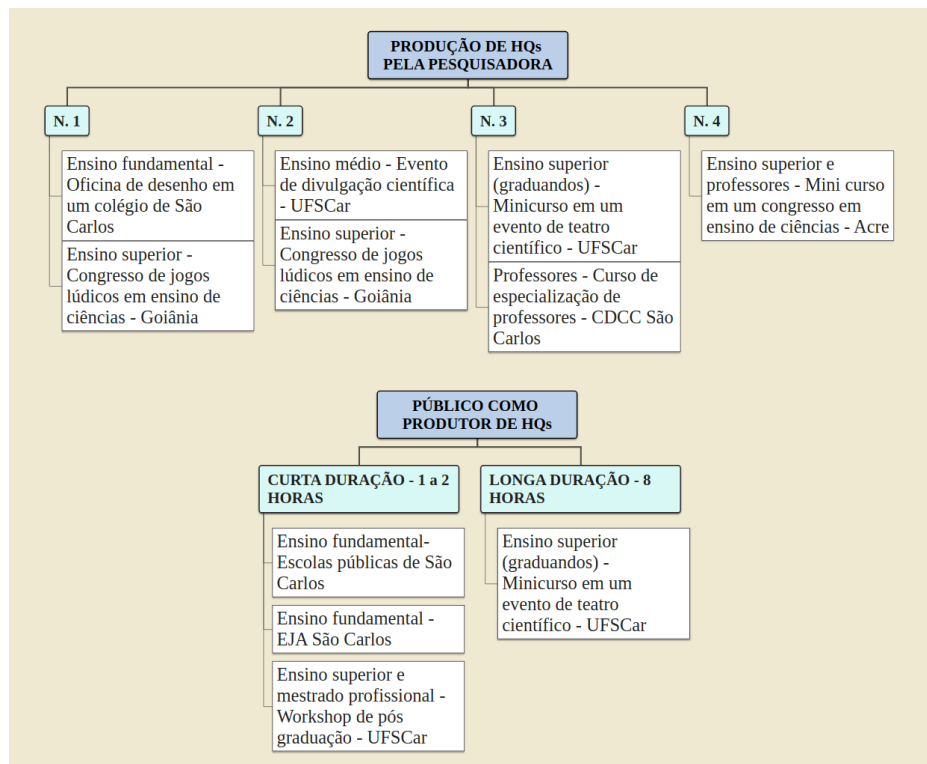 PRODUÇÃO DE HQs
PELA PESQUISADORA
N. 1
Ensino fundamental -
Oficina de desenho em
um colégio de São
Carlos
Ensino superior -
Congresso de jogos
lúdicos em ensino de
ciências - Goiânia
N. 2
Ensino médio - Evento
de divulgação científica
- UFSCar
Ensino superior -
Congresso de jogos
lúdicos em ensino de
ciências - Goiânia
N. 3
Ensino superior
(graduandos) -
Minicurso em um
evento de teatro
científico - UFSCar
Professores - Curso de
especialização de
professores - CDCC São
Carlos
N. 4
Ensino superior e
professores - Mini curso
em um congresso em
ensino de ciências - Acre
PÚBLICO COMO
PRODUTOR DE HQs
CURTA DURAÇÃO - 1 a 2
HORAS
Ensino fundamental-
Escolas públicas de São
Carlos
Ensino fundamental -
EJA São Carlos
Ensino superior e
mestrado profissional -
Workshop de pós
graduação - UFSCar
LONGA DURAÇÃO - 8
HORAS
Ensino superior
(graduandos) -
Minicurso em um
evento de teatro
científico - UFSCar